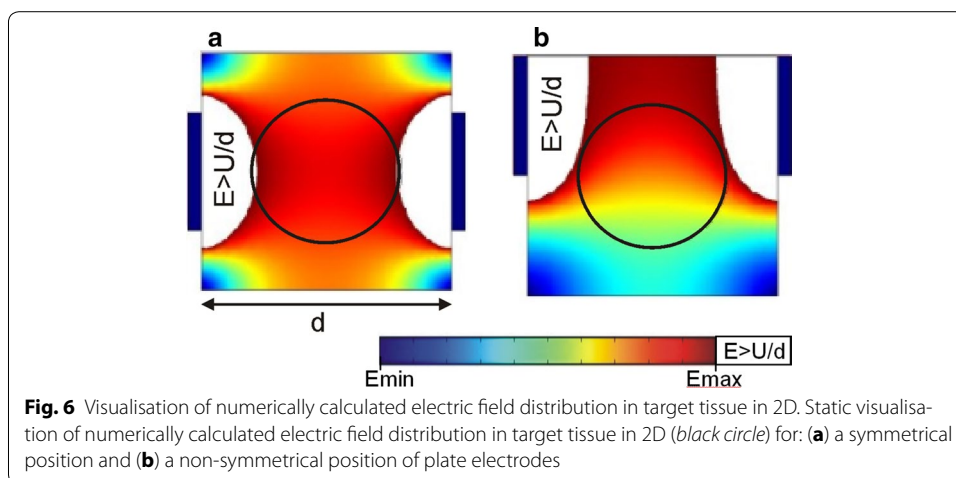 a
b
E>U/d
E>U/d
d
E>U/d
Emin
Emax
Fig. 6 Visualisation of numerically calculated electric field distribution in target tissue in 2D. Static visualisa-
tion of numerically calculated electric field distribution in target tissue in 2D (black circle) for: (a) a symmetrical
position and (b) a non-symmetrical position of plate electrodes